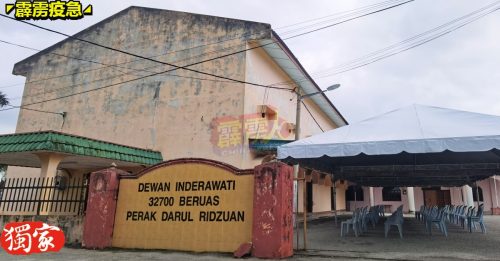 霹雳疫急
霹雳人
DEWAN INDERAWATI
32700 BERUAS
PERAK DARUL RIDZUAN
獨家